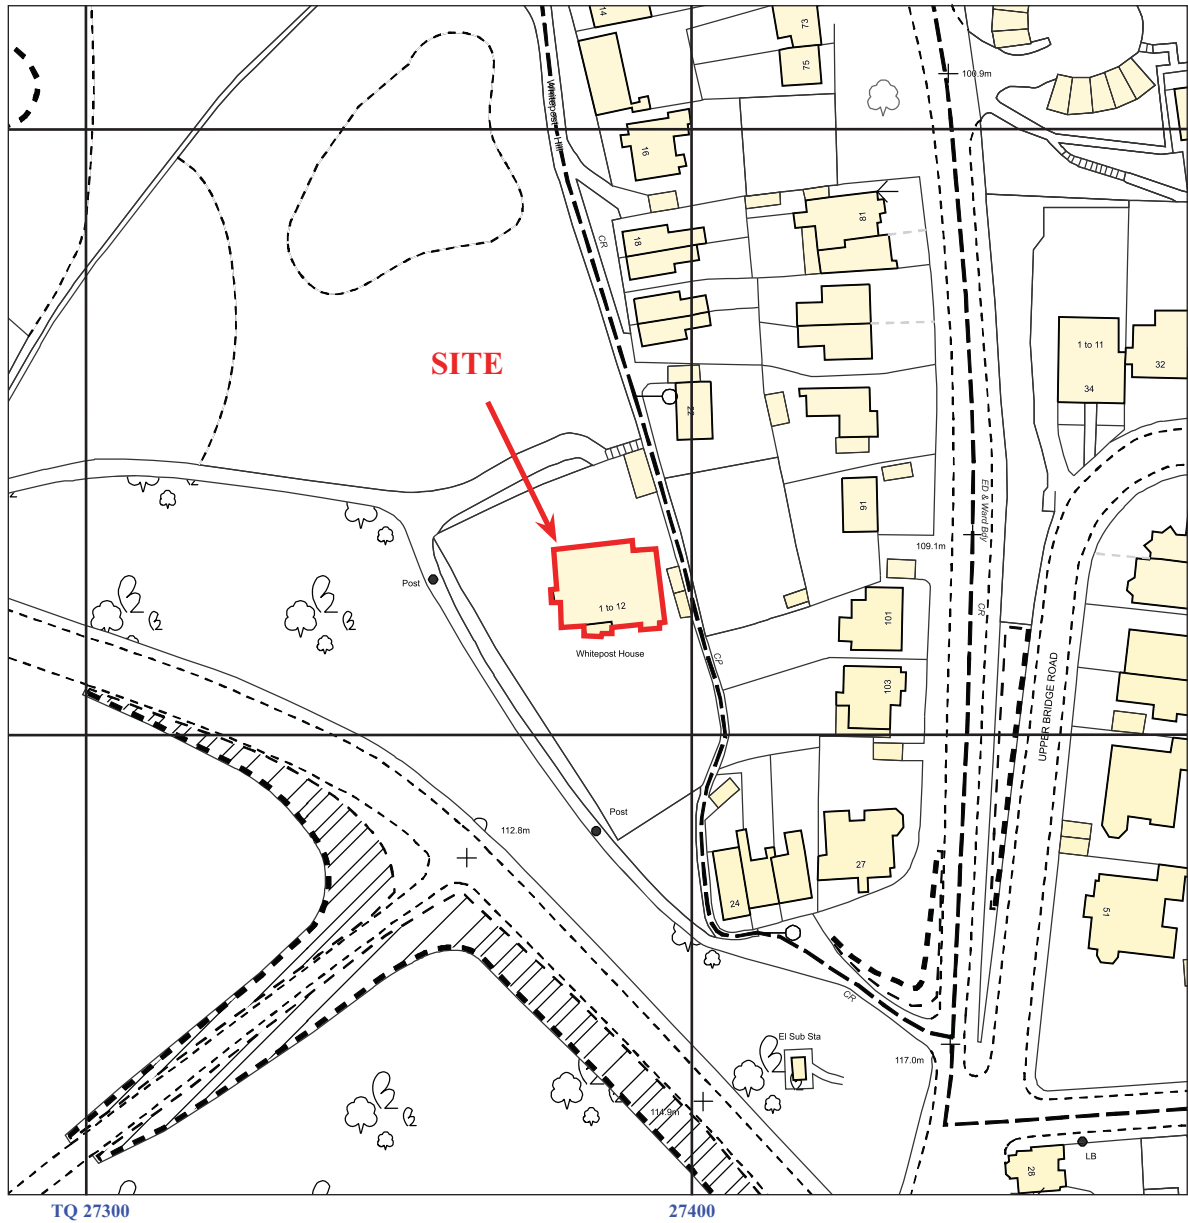 14
73
75
100.9m
Whitepost Hill
16
81
CR
18
SITE
1 to 11
34
32
22
91
ED & Ward Bdy
109.1m
Post
1 to 12
Whitepost House
CR
101
CP
103
UPPER BRIDGE ROAD
Post
112.8m
27
24
51
CR
El Sub Sta
117.0m
114.9m
LB
28
TQ 27300
27400